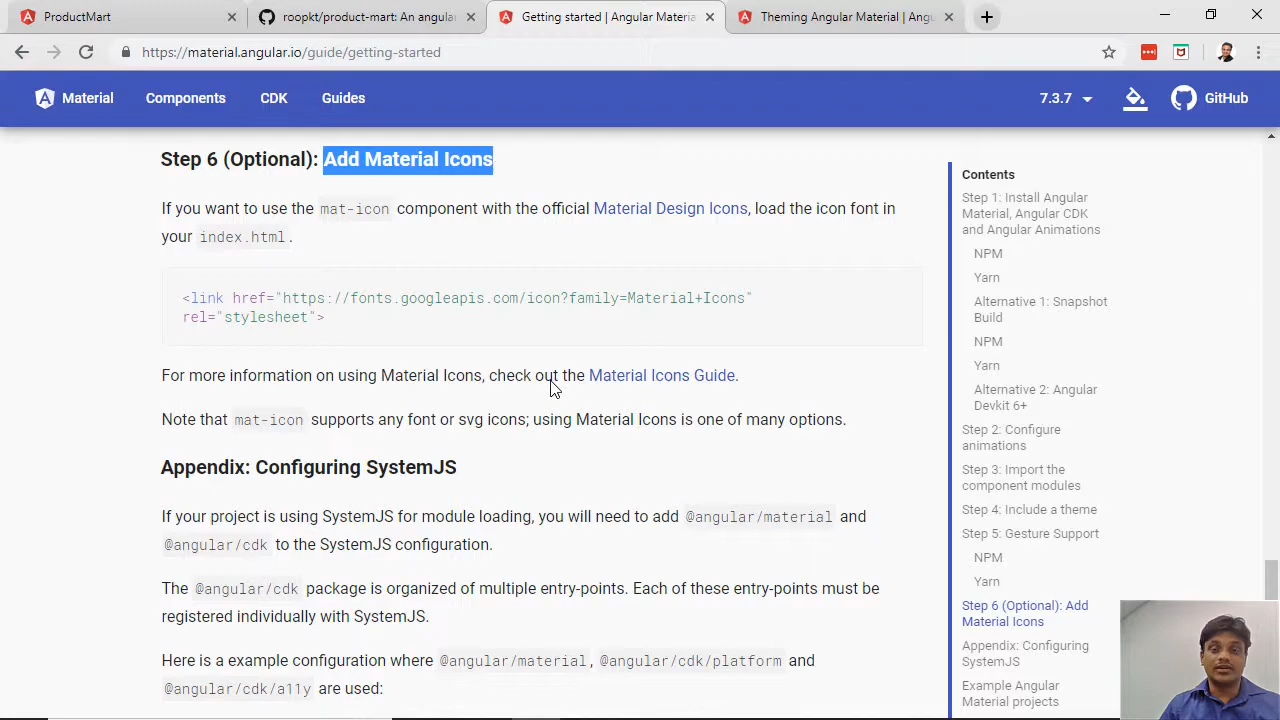 ProductMart
roopkt/product-mart: An angula
Getting started | Angular Materia
Theming Angular Material | Ang
https://material.angular.io/guide/getting-started
Material
Components
CDK
Guides
7.3.7
GitHub
Step 6 (Optional): Add Material Icons
If you want to use the mat-icon component with the official Material Design Icons, load the icon font in
your index.html.
<link href="https://fonts.googleapis.com/icon?family=Material+Icons"
rel="stylesheet">
For more information on using Material Icons, check out the Material Icons Guide.
Note that mat-icon supports any font or svg icons; using Material Icons is one of many options.
Appendix: Configuring SystemJS
If your project is using SystemJS for module loading, you will need to add @angular/material and
@angular/cdk to the SystemJS configuration.
The @angular/cdk package is organized of multiple entry-points. Each of these entry-points must be
registered individually with SystemJS.
Here is a example configuration where @angular/material, @angular/cdk/platform and
@angular/cdk/a11y are used:
Contents
Step 1: Install Angular
Material, Angular CDK
and Angular Animations
NPM
Yarn
Alternative 1: Snapshot
Build
NPM
Yarn
Alternative 2: Angular
Devkit 6+
Step 2: Configure
animations
Step 3: Import the
component modules
Step 4: Include a theme
Step 5: Gesture Support
NPM
Yarn
Step 6 (Optional): Add
Material Icons
Appendix: Configuring
SystemJS
Example Angular
Material projects